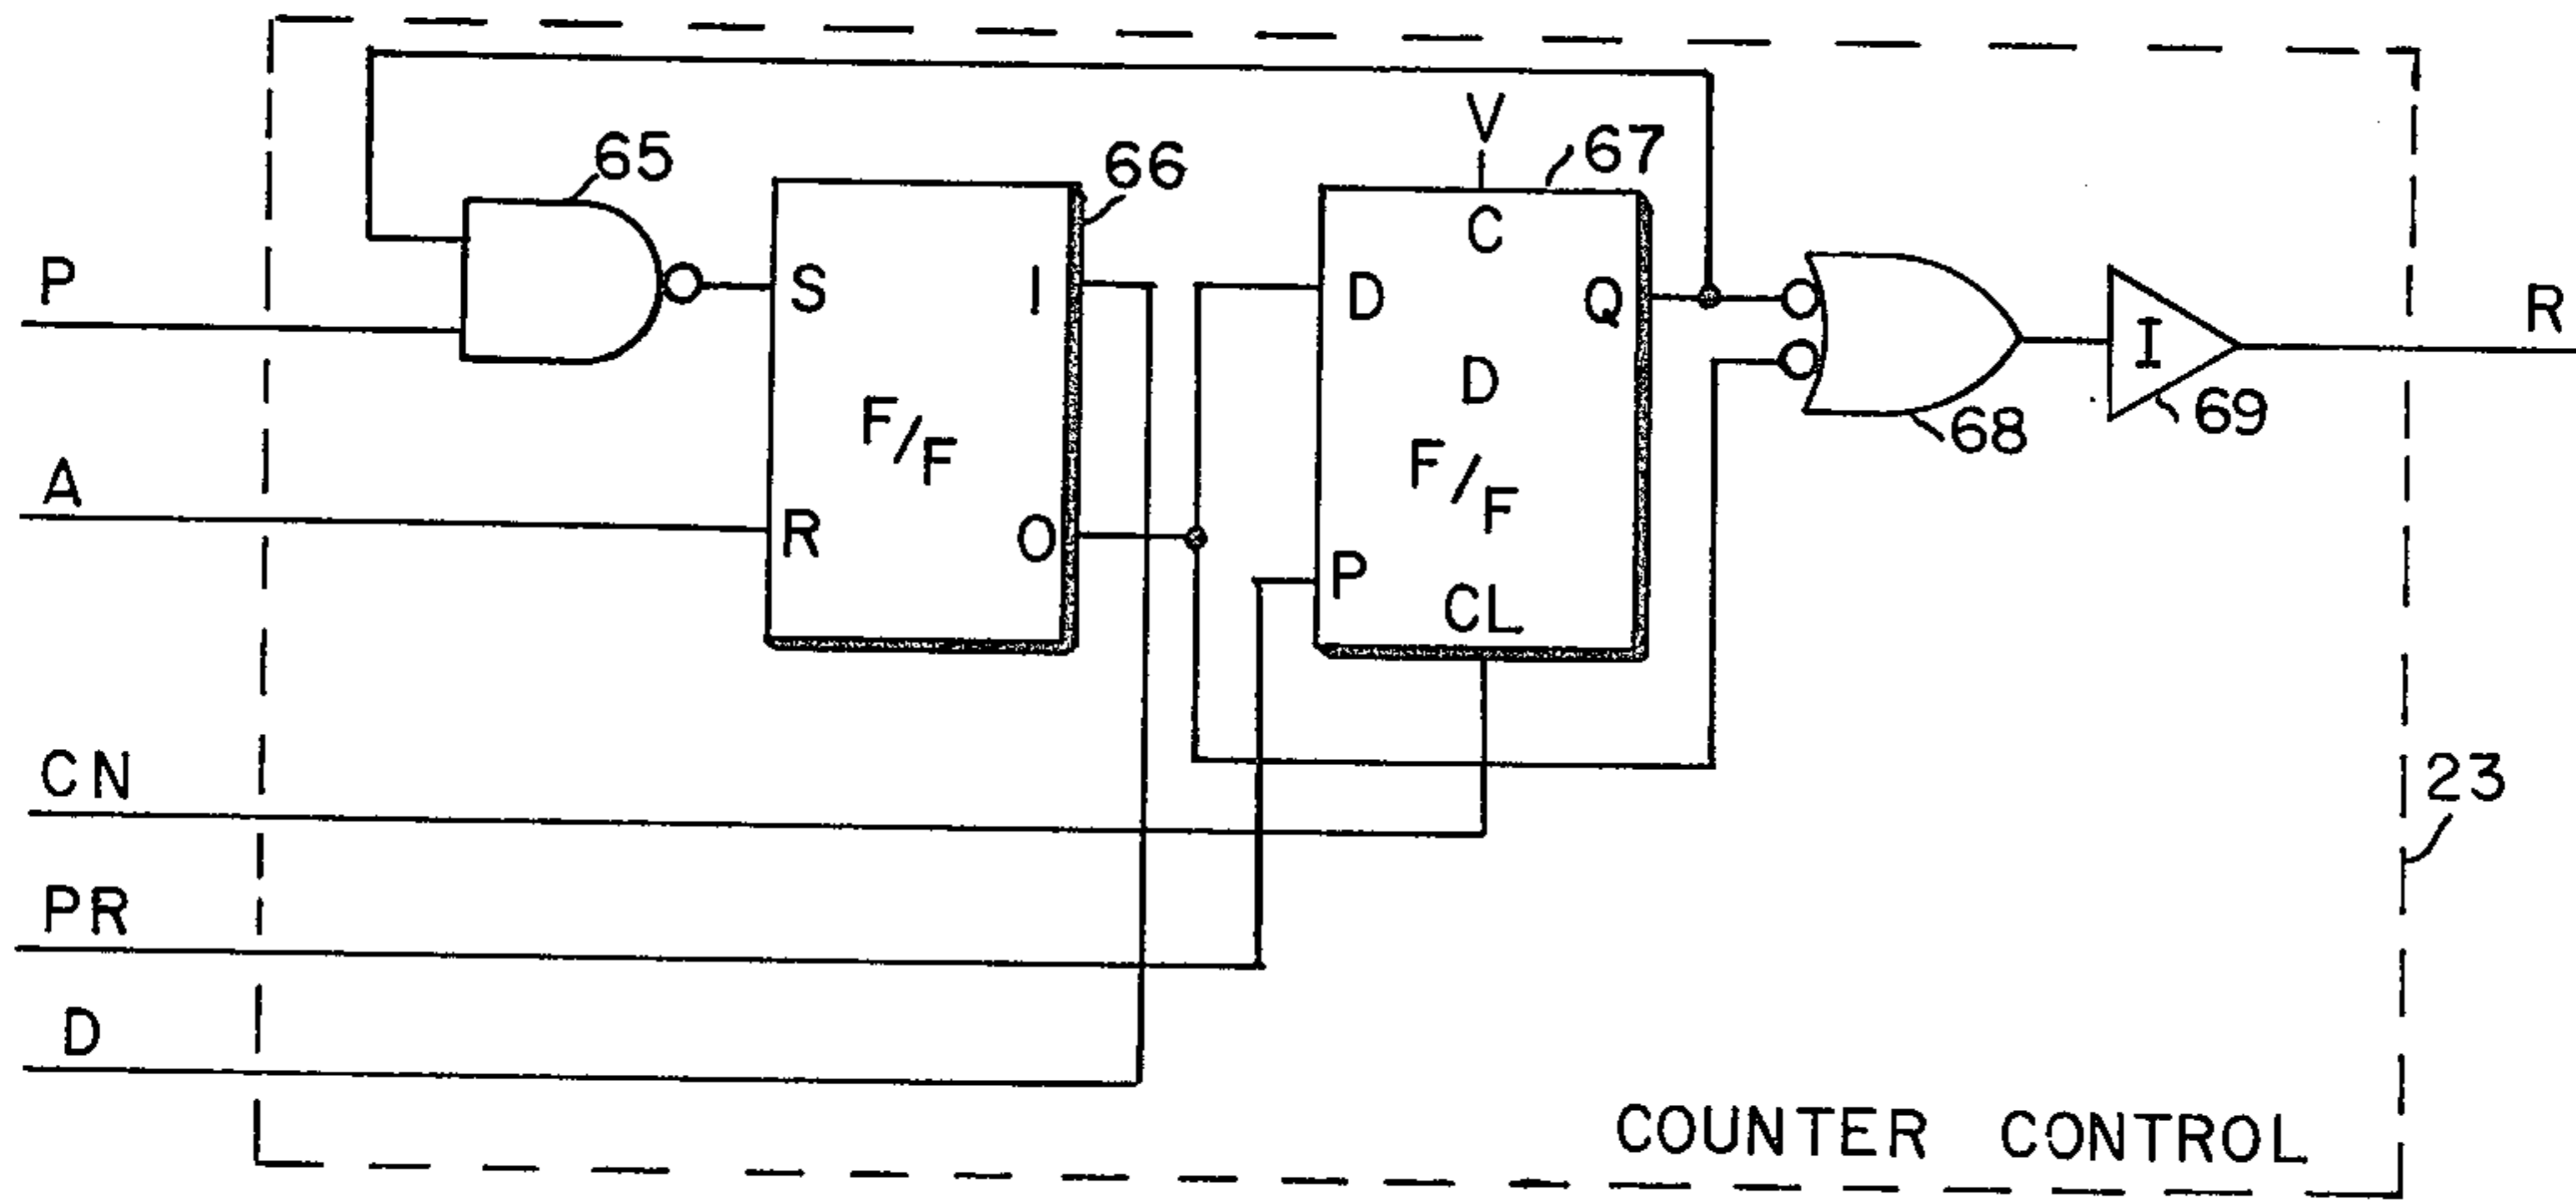 V
65
66
67
P
S
I
C
D
Q
R
D
F/F
F/F
I
68
69
A
R
O
P
CL
CN
23
PR
D
COUNTER CONTROL